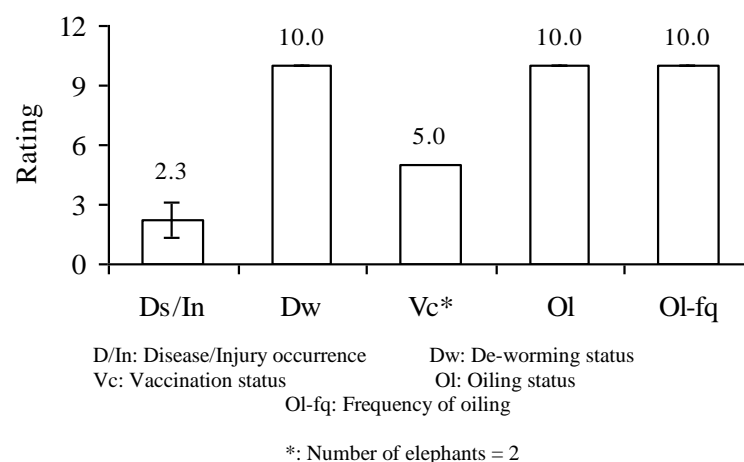 12
10.0 10.0 10.0
9
Rating
6
5.0
2.3
3
0
Ds/In Dw Vc* Ol Ol-fq
D/In: Disease/Injury occurrence Dw: De-worming status
Vc: Vaccination status Ol: Oiling status
Ol-fq: Frequency of oiling
*: Number of elephants = 2